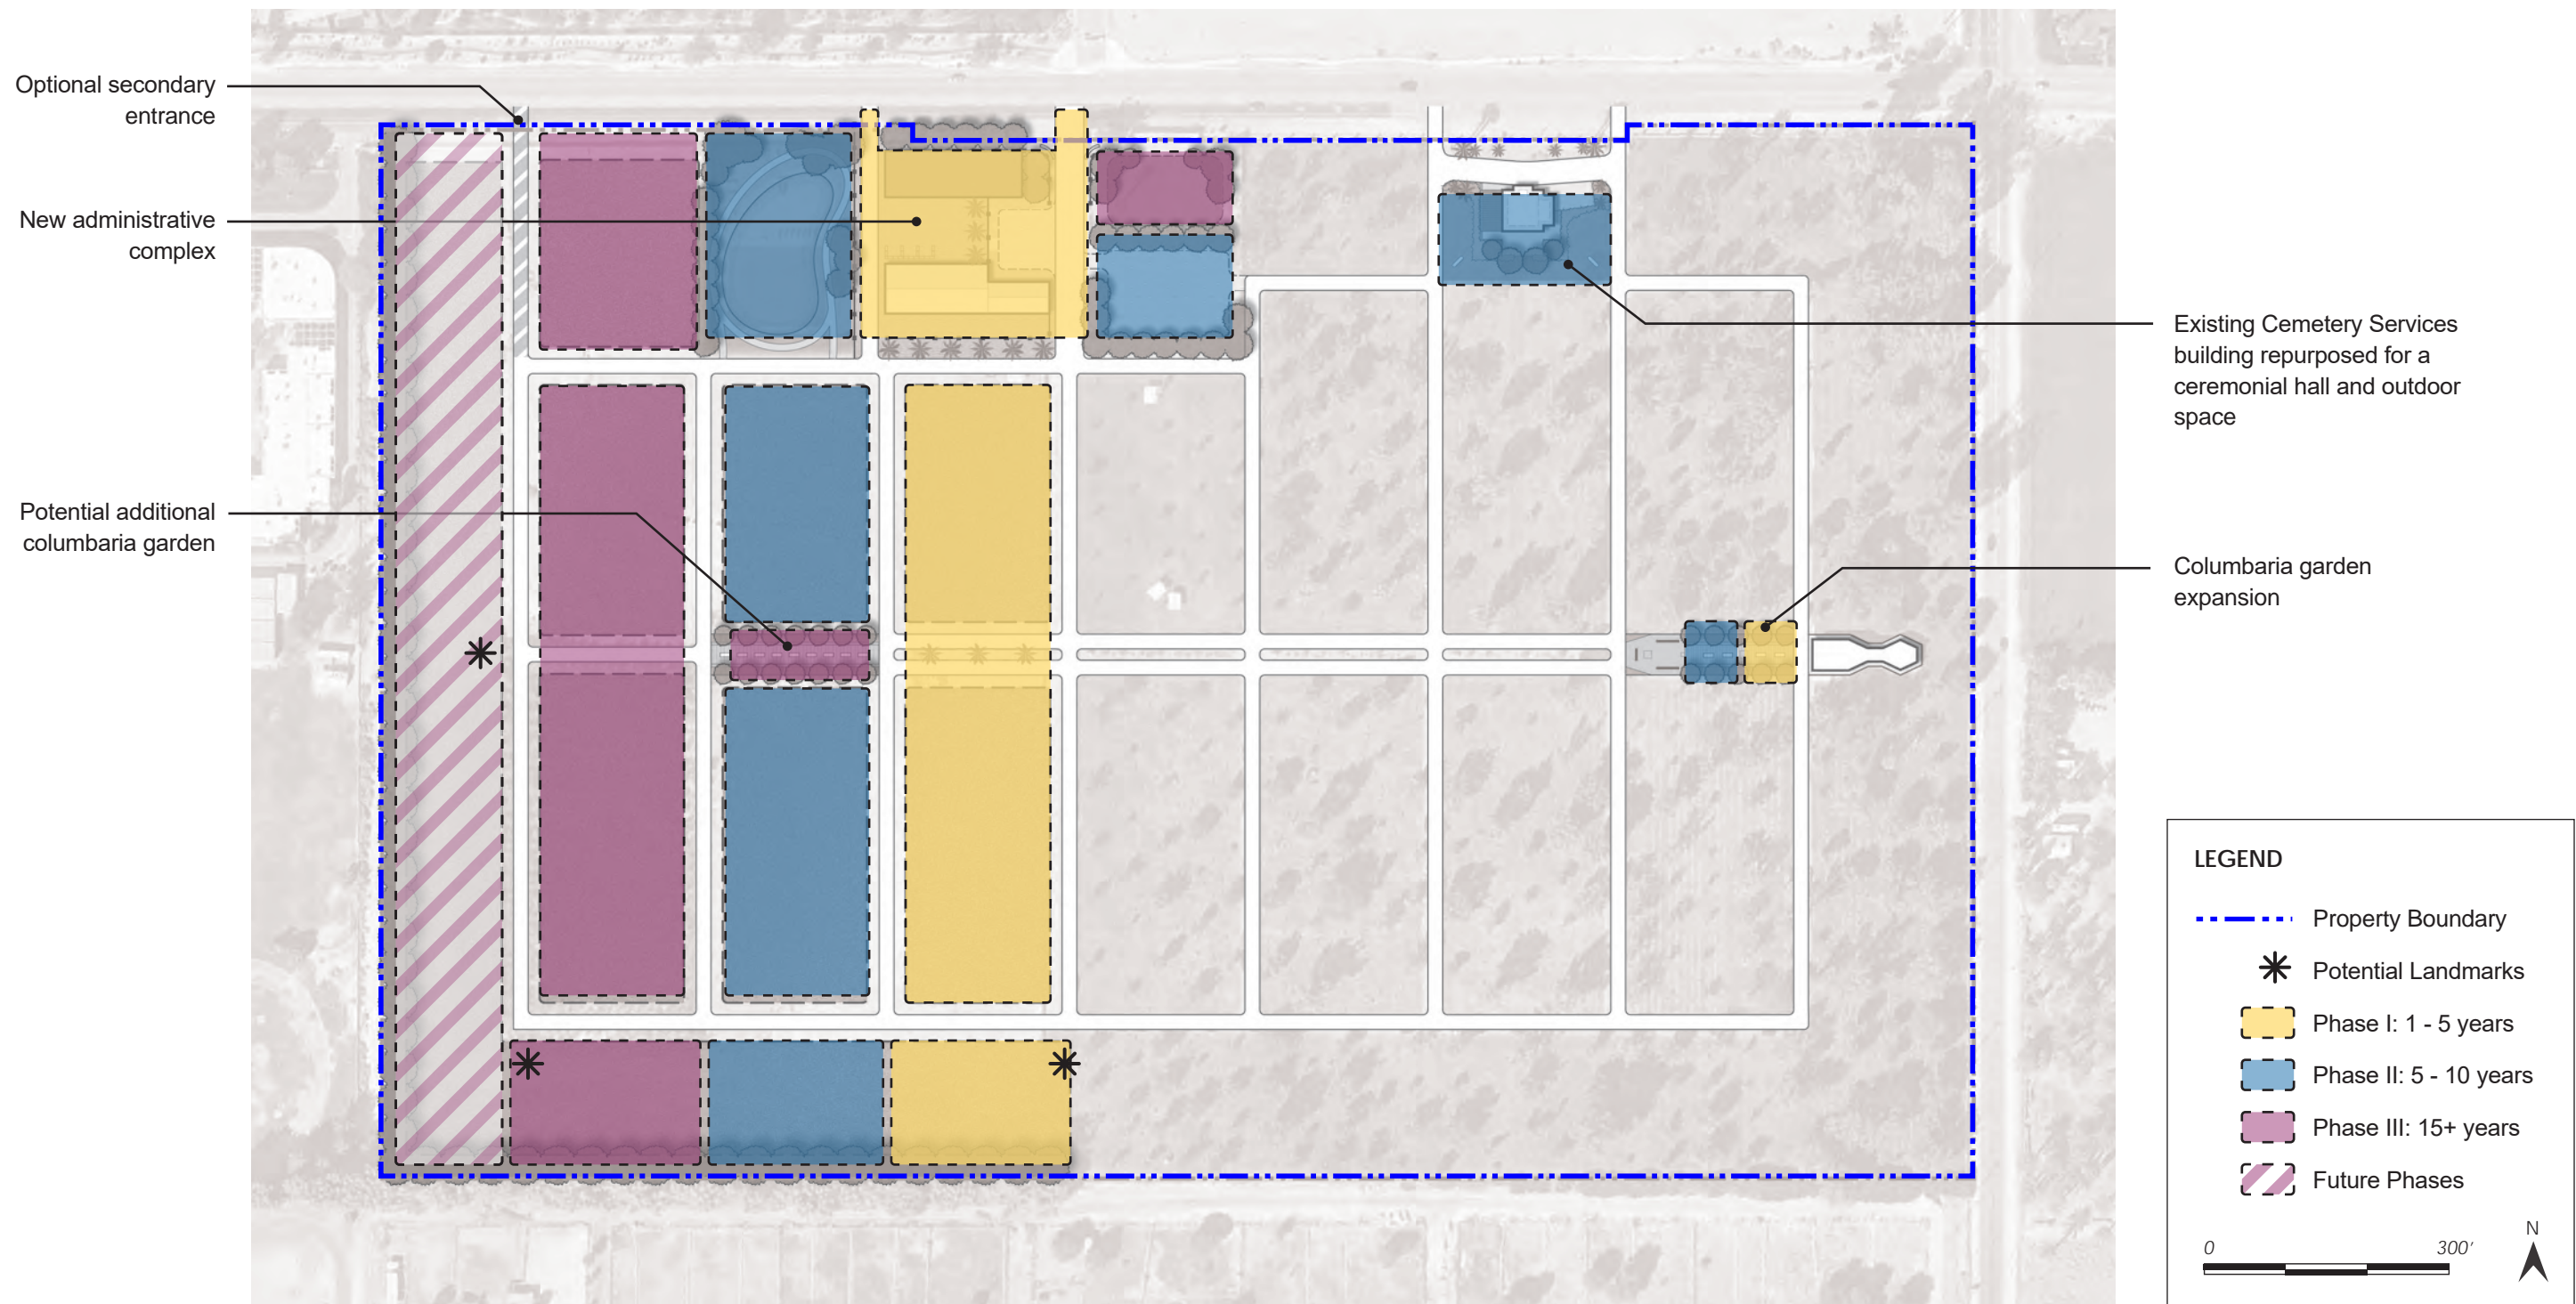 Optional secondary
entrance
New administrative
complex
Potential additional
columbaria garden
Existing Cemetery Services
building repurposed for a
ceremonial hall and outdoor
space
Columbaria garden
expansion
LEGEND
Property Boundary
Potential Landmarks
Phase I: 1 - 5 years
Phase II: 5 - 10 years
Phase III: 15+ years
Future Phases
0 300'
N